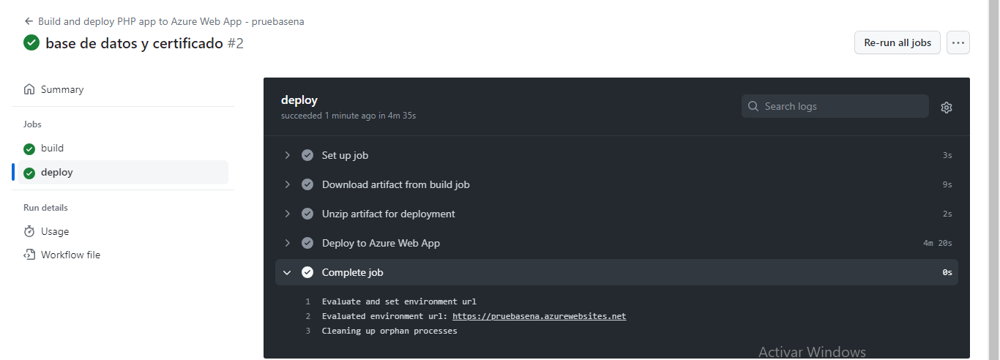 ← Build and deploy PHP app to Azure Web App - pruebasena
base de datos y certificado #2
Re-run all jobs
...
Summary
Jobs
build
deploy
Run details
Usage
Workflow file
deploy
succeeded 1 minute ago in 4m 35s
Search logs
Set up job 3s
Download artifact from build job 9s
Unzip artifact for deployment 2s
Deploy to Azure Web App 4m 20s
Complete job 0s
1 Evaluate and set environment url
2 Evaluated environment url: https://pruebasena.azurewebsites.net
3 Cleaning up orphan processes
Activar Windows